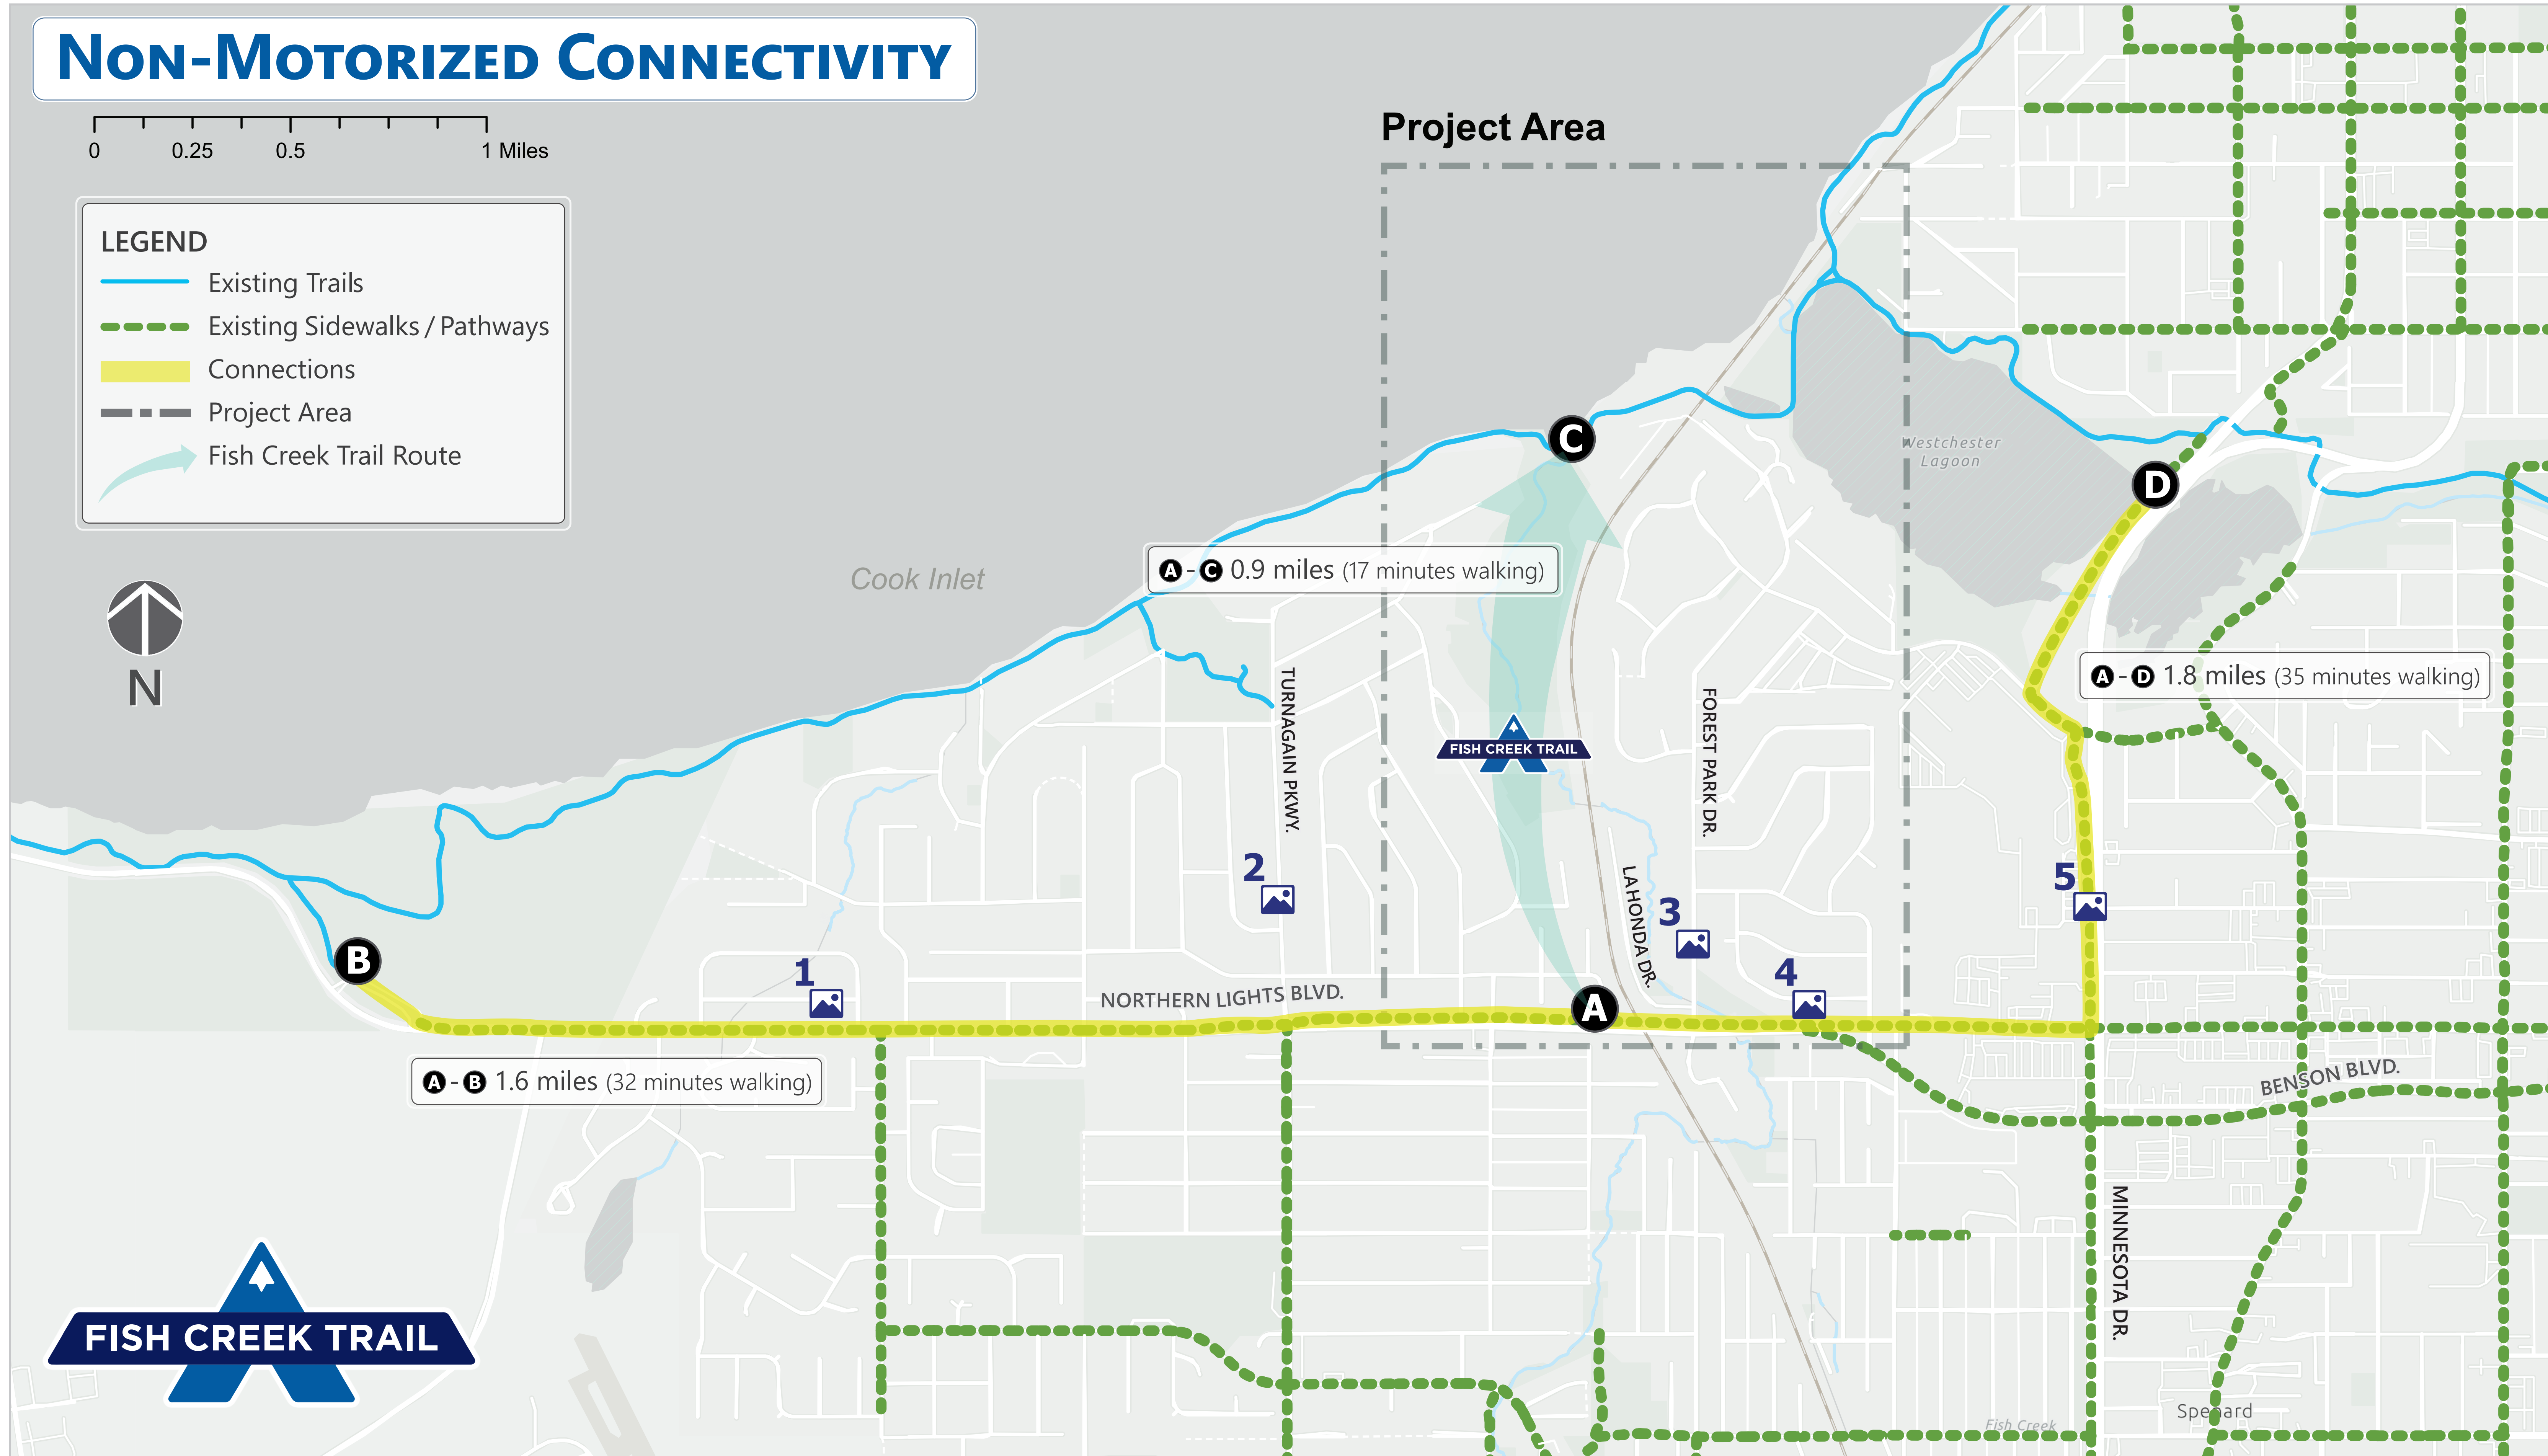 NON-MOTORIZED CONNECTIVITY
0 0.25 0.5 1 Miles
Project Area
LEGEND
Existing Trails
Existing Sidewalks / Pathways
Connections
Project Area
Fish Creek Trail Route
N
Cook Inlet
Westchester
Lagoon
C
D
A - C 0.9 miles (17 minutes walking)
A - D 1.8 miles (35 minutes walking)
TURNAGAIN PKWY.
FOREST PARK DR.
FISH CREEK TRAIL
LA HONDA DR.
2
5
3
B
1
4
NORTHERN LIGHTS BLVD.
A
A - B 1.6 miles (32 minutes walking)
BENSON BLVD.
MINNESOTA DR.
FISH CREEK TRAIL
Spenard
Fish Creek